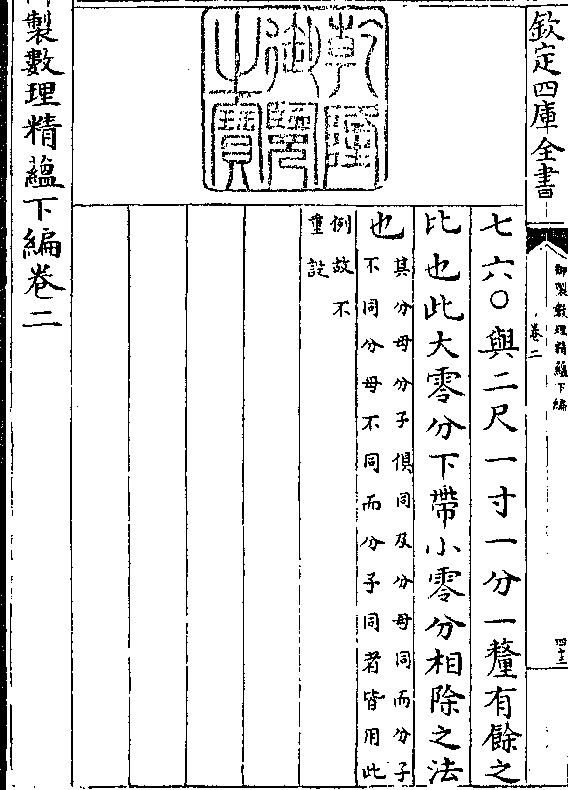 欽定四庫全書
御製數理精蘊下編
卷二
四十三
七六〇與二尺一寸一分一釐有餘之
比也此大零分下帶小零分相除之法
也
其分母分子俱同及分母同而分子
不同分母不同而分子同者皆用此
例故不
重設
乾隆御覽之寶
製數理精蘊下編卷二